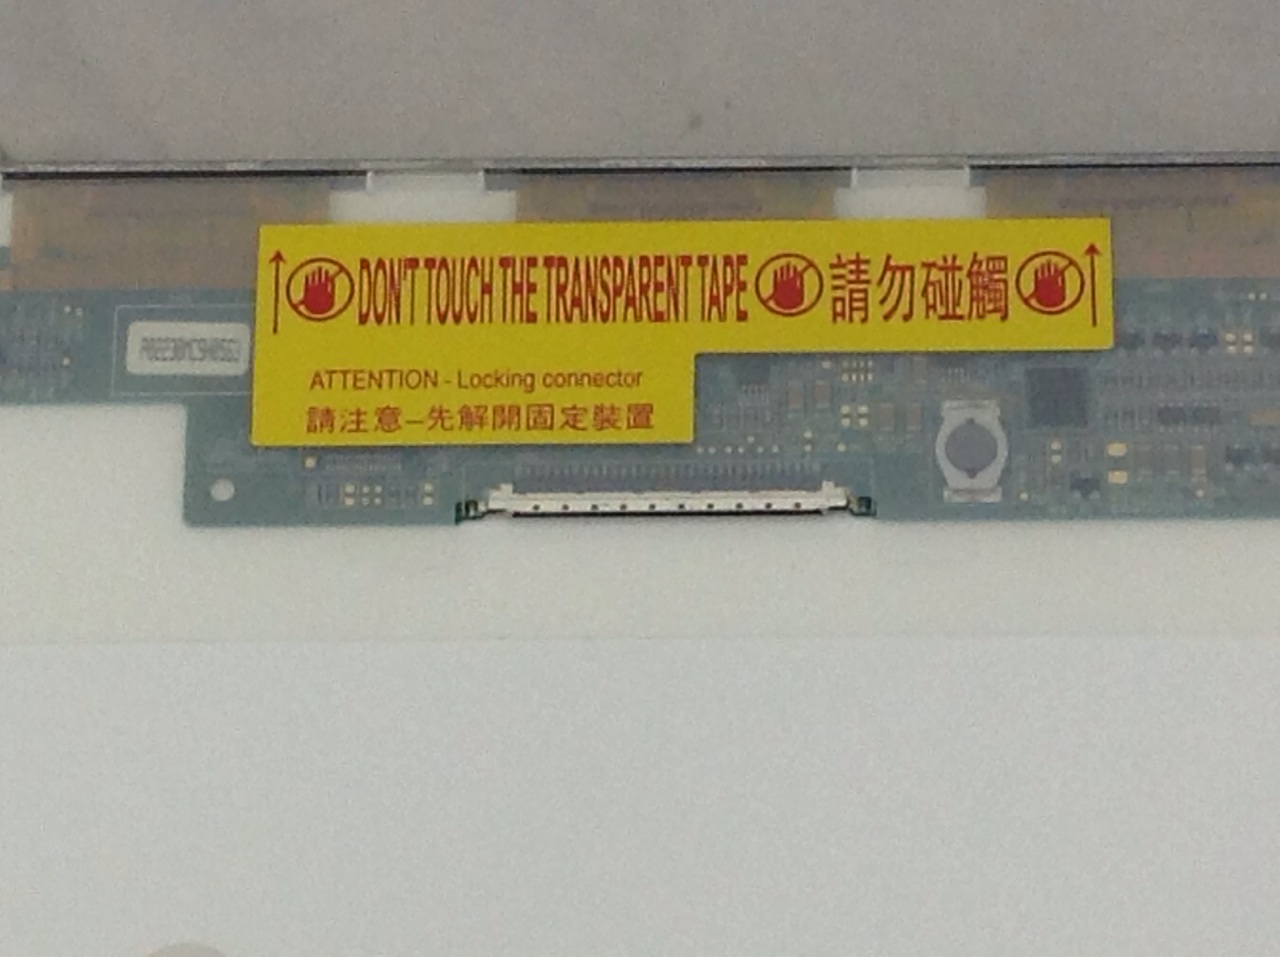 DON'T TOUCH THE TRANSPARENT TAPE 請勿碰觸
ATTENTION - Locking connector
請注意–先解開固定裝置